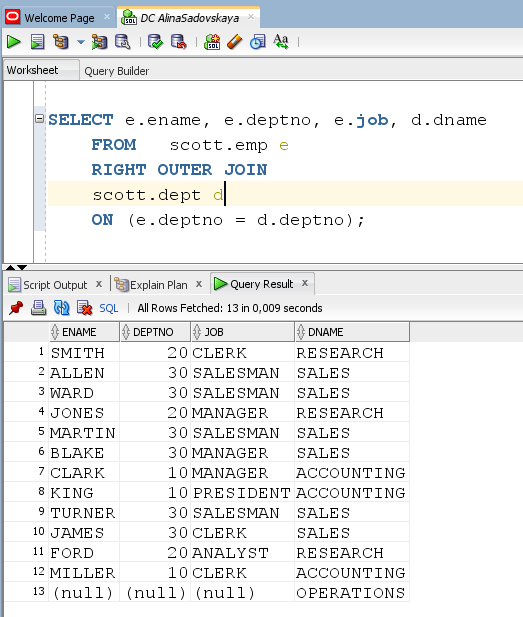 Welcome Page × DC AlinaSadovskaya ×
SQL Aa
Worksheet Query Builder
SELECT e.ename, e.deptno, e.job, d.dname
FROM scott.emp e
RIGHT OUTER JOIN
scott.dept d
ON (e.deptno = d.deptno);
Script Output × Explain Plan × Query Result ×
SQL | All Rows Fetched: 13 in 0,009 seconds
ENAME DEPTNO JOB DNAME
1 SMITH 20 CLERK RESEARCH
2 ALLEN 30 SALESMAN SALES
3 WARD 30 SALESMAN SALES
4 JONES 20 MANAGER RESEARCH
5 MARTIN 30 SALESMAN SALES
6 BLAKE 30 MANAGER SALES
7 CLARK 10 MANAGER ACCOUNTING
8 KING 10 PRESIDENT ACCOUNTING
9 TURNER 30 SALESMAN SALES
10 JAMES 30 CLERK SALES
11 FORD 20 ANALYST RESEARCH
12 MILLER 10 CLERK ACCOUNTING
13 (null) (null) (null) OPERATIONS